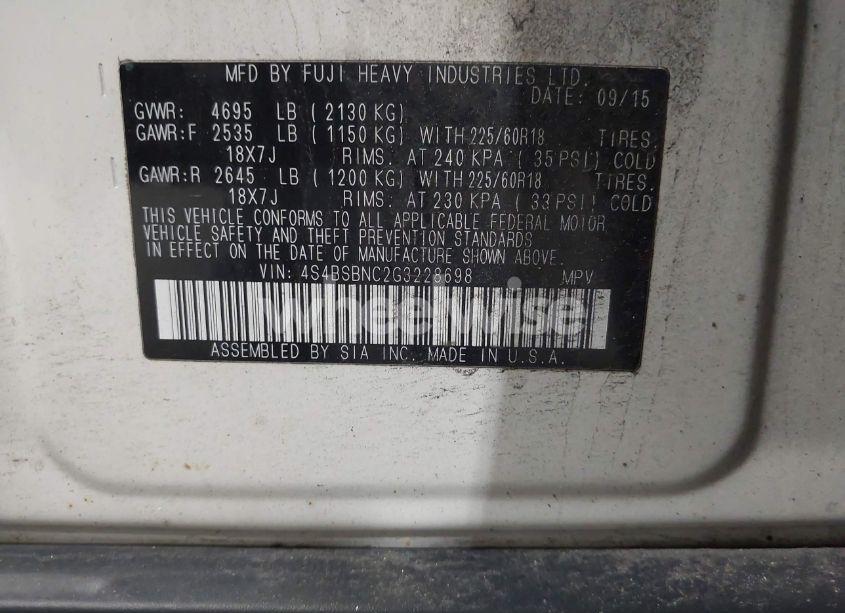 MFD BY FUJI HEAVY INDUSTRIES LTD.
DATE: 09/15
GVWR: 4695 LB ( 2130 KG)
GAWR:F 2535 LB ( 1150 KG) WITH 225/60R18 TIRES.
18X7J RIMS. AT 240 KPA ( 35 PSI) COLD
GAWR:R 2645 LB ( 1200 KG) WITH 225/60R18 TIRES.
18X7J RIMS. AT 230 KPA ( 33 PSI) COLD
THIS VEHICLE CONFORMS TO ALL APPLICABLE FEDERAL MOTOR
VEHICLE SAFETY AND THEFT PREVENTION STANDARDS
IN EFFECT ON THE DATE OF MANUFACTURE SHOWN ABOVE.
VIN: 4S4BSBNC2G3228698 MPV
wheelwise
ASSEMBLED BY SIA INC. MADE IN U.S.A.